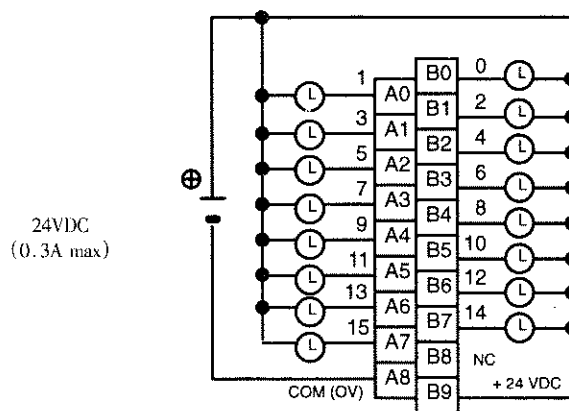 B0 0 L
1 L A0
B1 2 L
3 L A1
B2 4 L
5 L A2
B3 6 L
7 L A3
B4 8 L
9 L A4
B5 10 L
11 L A5
B6 12 L
13 L A6
B7 14 L
15 L A7
B8 NC
A8
COM (OV)
B9 + 24 VDC
24VDC
(0.3A max)